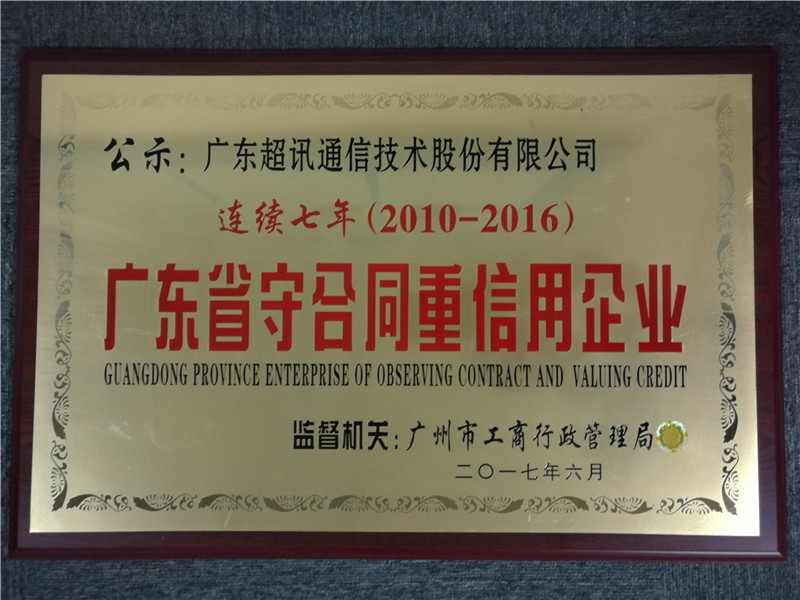 公示：广东超讯通信技术股份有限公司
连续七年(2010-2016)
广东省守合同重信用企业
GUANGDONG PROVINCE ENTERPRISE OF OBSERVING CONTRACT AND VALUING CREDIT
监督机关：广州市工商行政管理局
二〇一七年六月